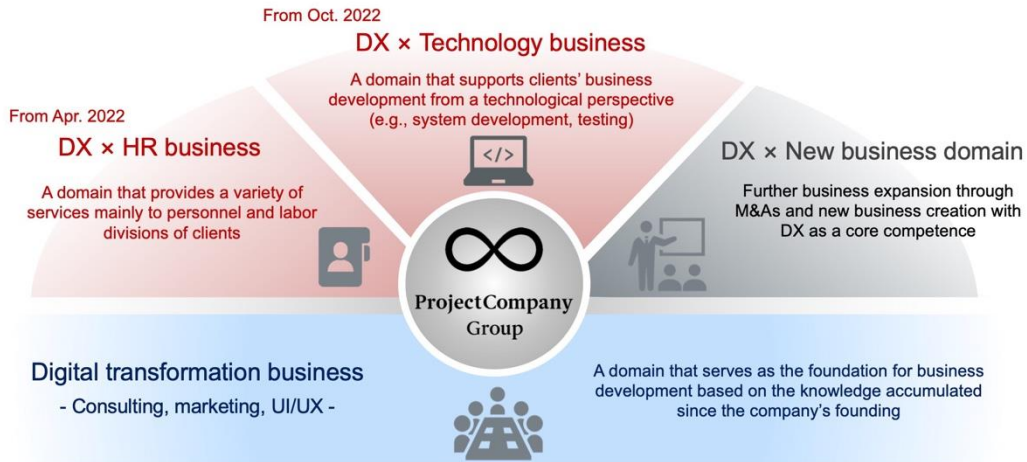 From Oct. 2022
DX × Technology business
A domain that supports clients' business
development from a technological perspective
(e.g., system development, testing)
</>
From Apr. 2022
DX × HR business
A domain that provides a variety of
services mainly to personnel and labor
divisions of clients
DX × New business domain
Further business expansion through
M&As and new business creation with
DX as a core competence
ProjectCompany
Group
Digital transformation business
- Consulting, marketing, UI/UX -
A domain that serves as the foundation for business
development based on the knowledge accumulated
since the company's founding